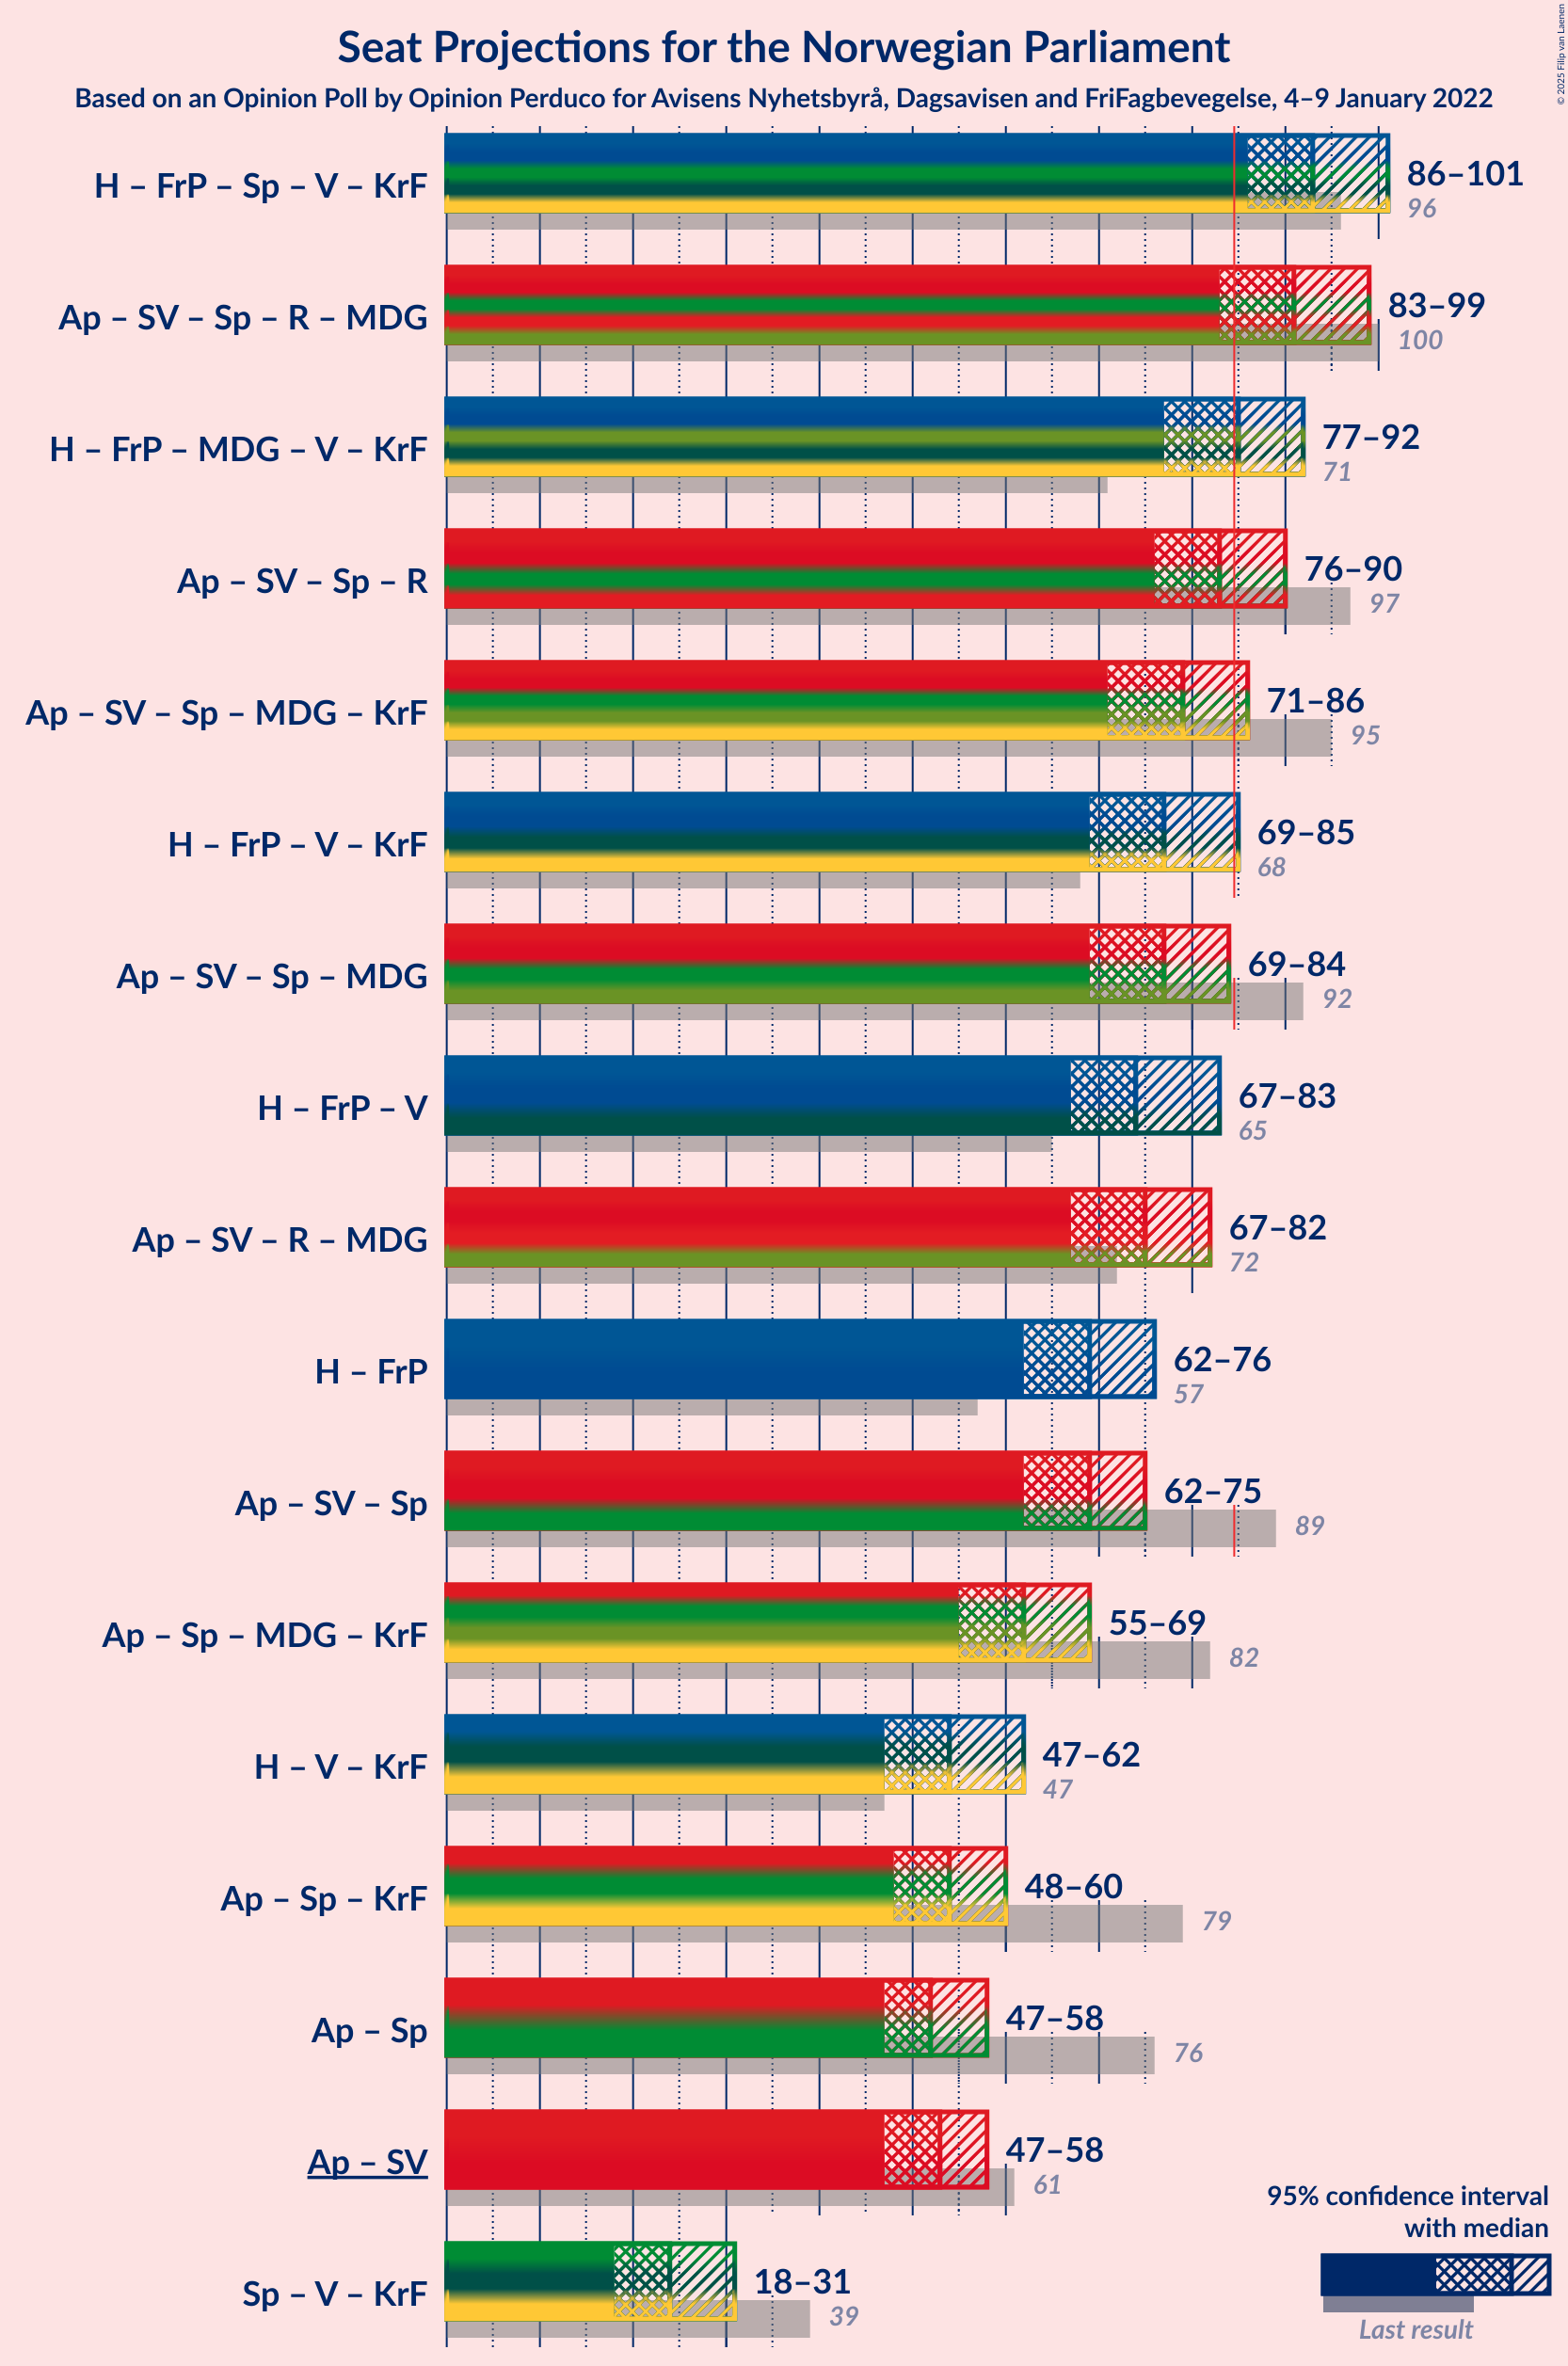 Seat Projections for the Norwegian Parliament
Based on an Opinion Poll by Opinion Perduco for Avisens Nyhetsbyrå, Dagsavisen and FriFagbevegelse, 4–9 January 2022
© 2025 Filip van Laenen
H – FrP – Sp – V – KrF
86–101
96
Ap – SV – Sp – R – MDG
83–99
100
H – FrP – MDG – V – KrF
77–92
71
Ap – SV – Sp – R
76–90
97
Ap – SV – Sp – MDG – KrF
71–86
95
H – FrP – V – KrF
69–85
68
Ap – SV – Sp – MDG
69–84
92
H – FrP – V
67–83
65
Ap – SV – R – MDG
67–82
72
H – FrP
62–76
57
Ap – SV – Sp
62–75
89
Ap – Sp – MDG – KrF
55–69
82
H – V – KrF
47–62
47
Ap – Sp – KrF
48–60
79
Ap – Sp
47–58
76
Ap – SV
47–58
61
Sp – V – KrF
18–31
39
95% confidence interval
with median
Last result